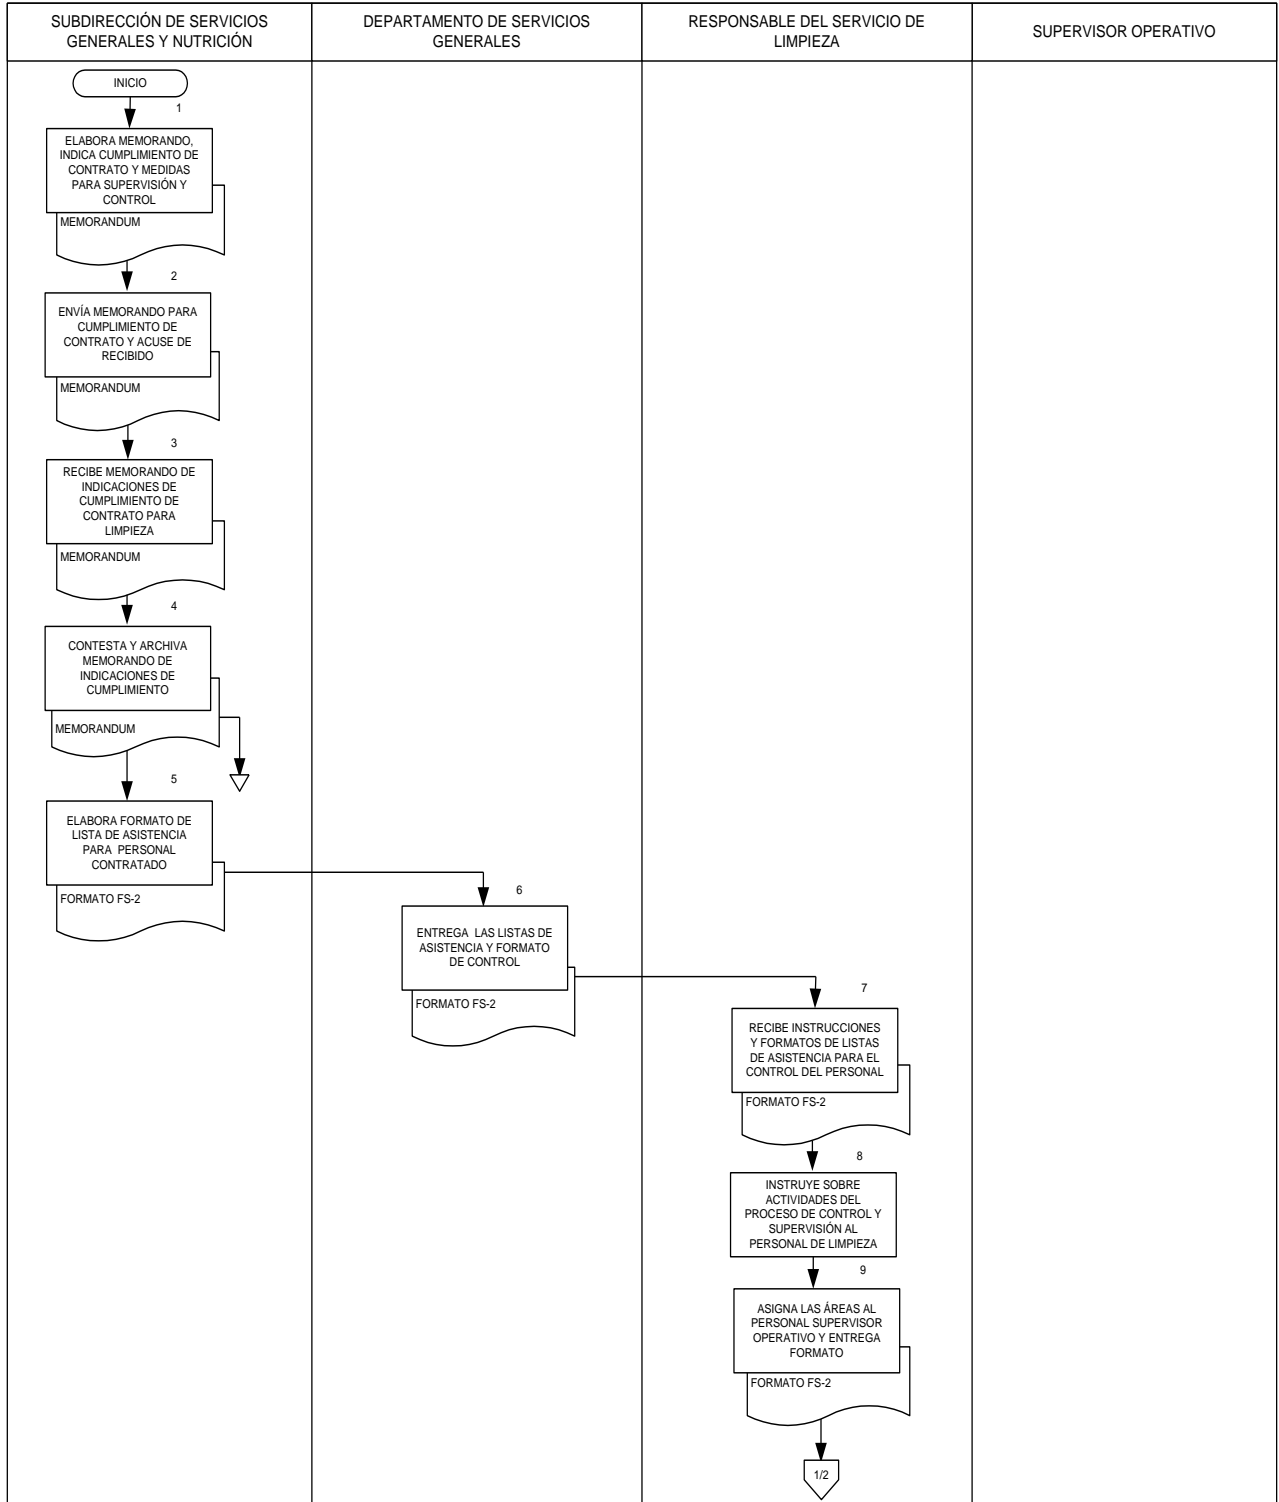 SUBDIRECCIÓN DE SERVICIOS
GENERALES Y NUTRICIÓN
DEPARTAMENTO DE SERVICIOS
GENERALES
RESPONSABLE DEL SERVICIO DE
LIMPIEZA
SUPERVISOR OPERATIVO
INICIO
1
ELABORA MEMORANDO,
INDICA CUMPLIMIENTO DE
CONTRATO Y MEDIDAS
PARA SUPERVISIÓN Y
CONTROL
MEMORANDUM
2
ENVÍA MEMORANDO PARA
CUMPLIMIENTO DE
CONTRATO Y ACUSE DE
RECIBIDO
MEMORANDUM
3
RECIBE MEMORANDO DE
INDICACIONES DE
CUMPLIMIENTO DE
CONTRATO PARA
LIMPIEZA
MEMORANDUM
4
CONTESTA Y ARCHIVA
MEMORANDO DE
INDICACIONES DE
CUMPLIMIENTO
MEMORANDUM
5
ELABORA FORMATO DE
LISTA DE ASISTENCIA
PARA PERSONAL
CONTRATADO
FORMATO FS-2
6
ENTREGA LAS LISTAS DE
ASISTENCIA Y FORMATO
DE CONTROL
FORMATO FS-2
7
RECIBE INSTRUCCIONES
Y FORMATOS DE LISTAS
DE ASISTENCIA PARA EL
CONTROL DEL PERSONAL
FORMATO FS-2
8
INSTRUYE SOBRE
ACTIVIDADES DEL
PROCESO DE CONTROL Y
SUPERVISIÓN AL
PERSONAL DE LIMPIEZA
9
ASIGNA LAS ÁREAS AL
PERSONAL SUPERVISOR
OPERATIVO Y ENTREGA
FORMATO
FORMATO FS-2
1/2